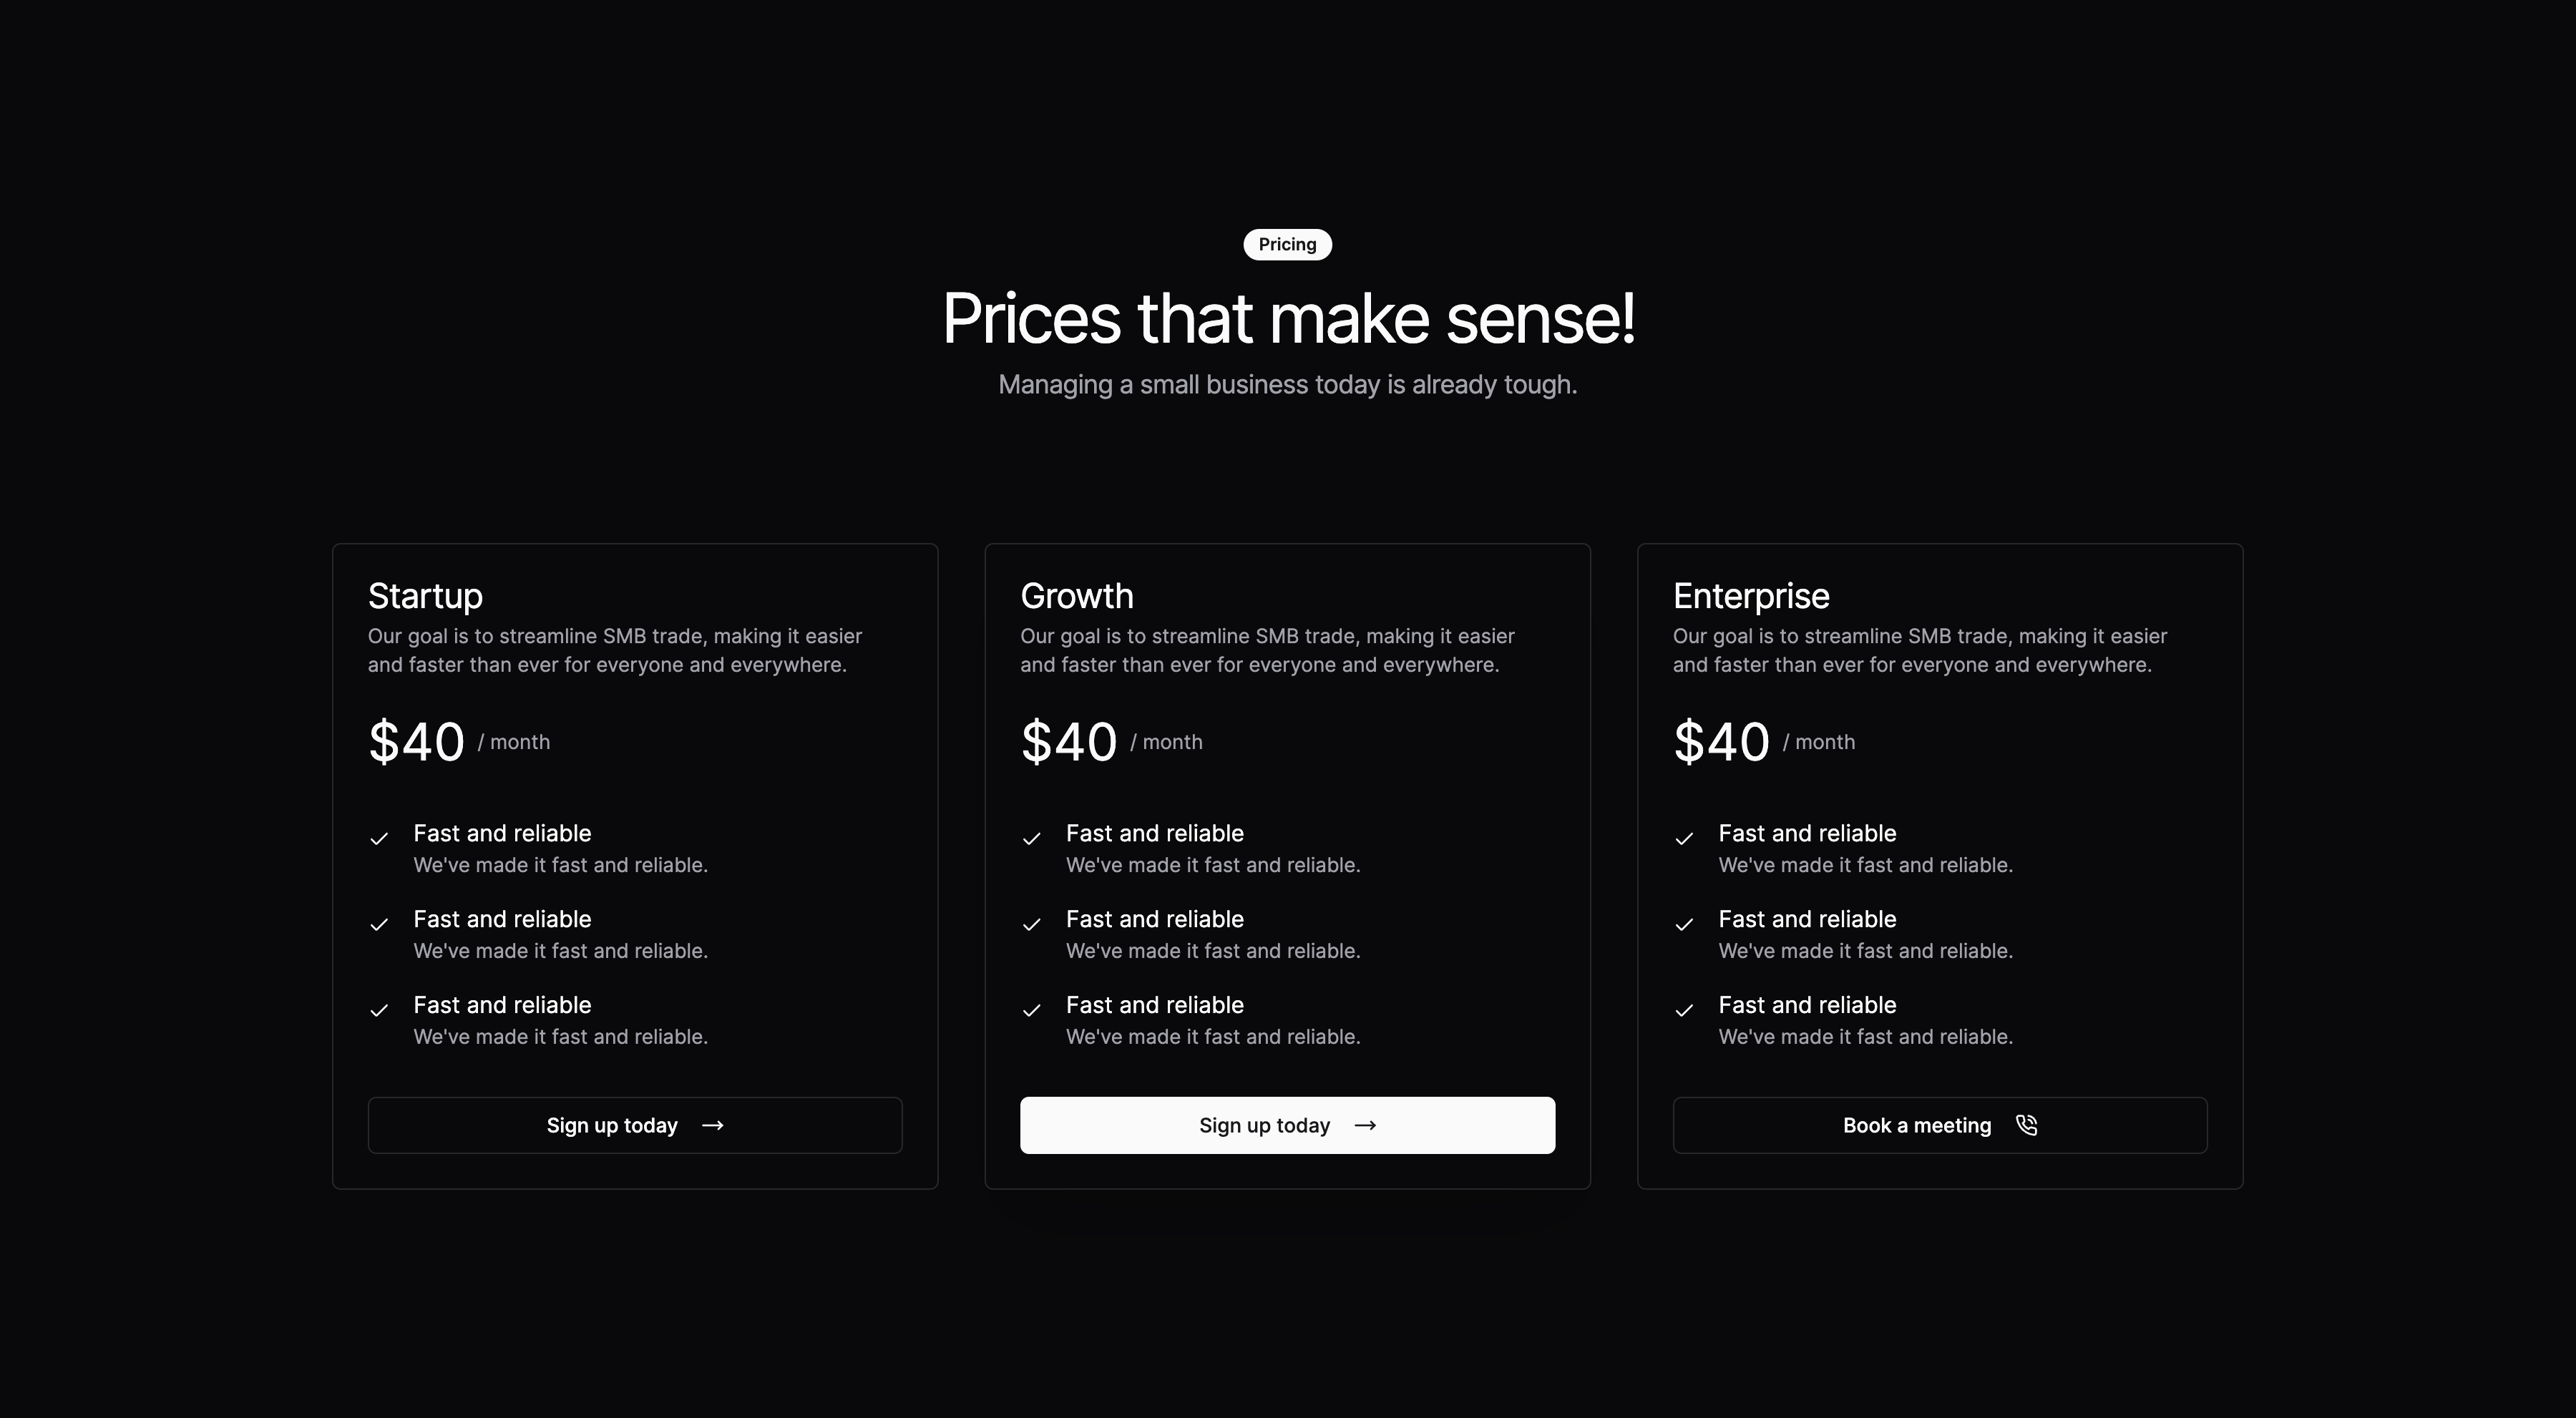 Pricing
Prices that make sense!
Managing a small business today is already tough.
Startup
Our goal is to streamline SMB trade, making it easier
and faster than ever for everyone and everywhere.
$40 / month
Fast and reliable
We've made it fast and reliable.
Fast and reliable
We've made it fast and reliable.
Fast and reliable
We've made it fast and reliable.
Sign up today
Growth
Our goal is to streamline SMB trade, making it easier
and faster than ever for everyone and everywhere.
$40 / month
Fast and reliable
We've made it fast and reliable.
Fast and reliable
We've made it fast and reliable.
Fast and reliable
We've made it fast and reliable.
Sign up today
Enterprise
Our goal is to streamline SMB trade, making it easier
and faster than ever for everyone and everywhere.
$40 / month
Fast and reliable
We've made it fast and reliable.
Fast and reliable
We've made it fast and reliable.
Fast and reliable
We've made it fast and reliable.
Book a meeting